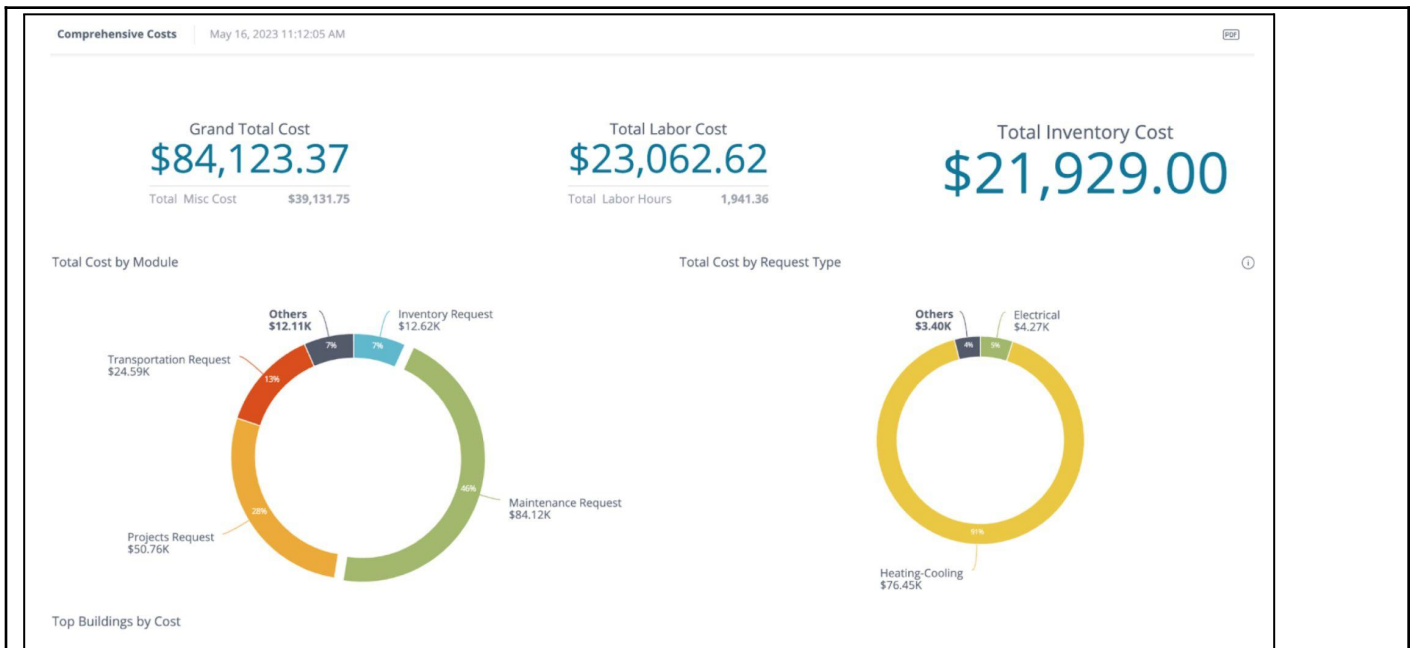 Comprehensive Costs May 16, 2023 11:12:05 AM PDF
Grand Total Cost
$84,123.37
Total Misc Cost $39,131.75
Total Labor Cost
$23,062.62
Total Labor Hours 1,941.36
Total Inventory Cost
$21,929.00
Total Cost by Module
Others
$12.11K
Inventory Request
$12.62K
7%
7%
Transportation Request
$24.59K
13%
46%
Maintenance Request
$84.12K
28%
Projects Request
$50.76K
Total Cost by Request Type
Others
$3.40K
Electrical
$4.27K
4%
5%
91%
Heating-Cooling
$76.45K
Top Buildings by Cost